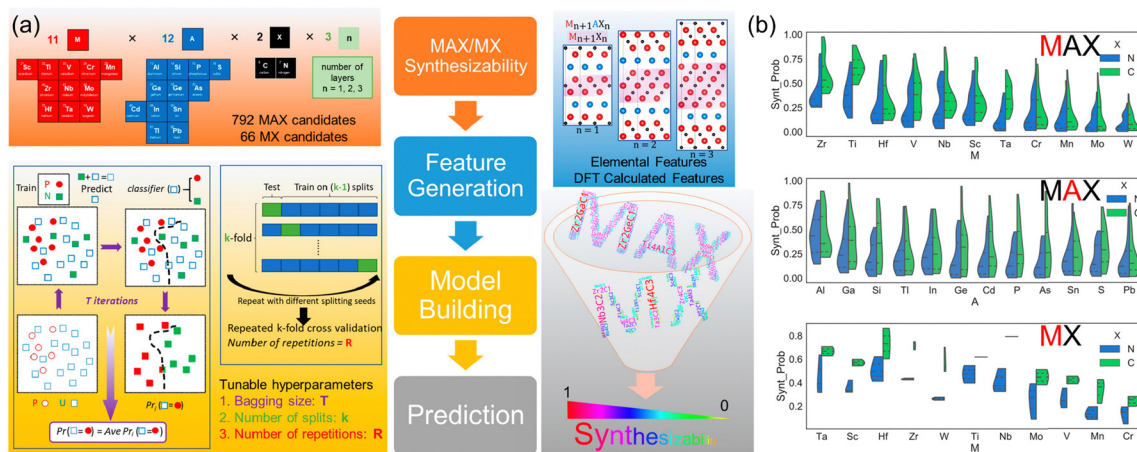 (a)
11 M × 12 A × 2 X × 3 n
Sc Ti V Cr Mn
Zr Nb Mo
Hf Ta W
Al Si P S
Ga Ge As
Cd In Sn
Tl Pb
C N
number of
layers
n = 1, 2, 3
792 MAX candidates
66 MX candidates
MAX/MX
Synthesizability
Feature
Generation
Model
Building
Prediction
Mn+1AXn
Mn+1Xn
n = 1
n = 2
n = 3
Elemental Features
DFT Calculated Features
Train
P
N
Predict
classifier
T iterations
P U
Pri
Pr( = ) = Ave Pri ( = )
Test Train on (k-1) splits
k-fold
Repeat with different splitting seeds
Repeated k-fold cross validation
Number of repetitions = R
Tunable hyperparameters
1. Bagging size: T
2. Number of splits: k
3. Number of repetitions: R
Zr2GaC1
Zr2GeC1
Ti4AlC
Nb3C2
Hf4C3
1
0
Synthesizability
(b)
MAX
X
N
C
Synt_Prob
1.00
0.75
0.50
0.25
0.00
Zr Ti Hf V Nb Sc Ta Cr Mn Mo W
M
MAX
X
N
C
Synt_Prob
1.00
0.75
0.50
0.25
0.00
Al Ga Si Tl In Ge Cd P As Sn S Pb
A
MX
X
N
C
Synt_Prob
0.8
0.6
0.4
0.2
Ta Sc Hf Zr W Ti Nb Mo V Mn Cr
M